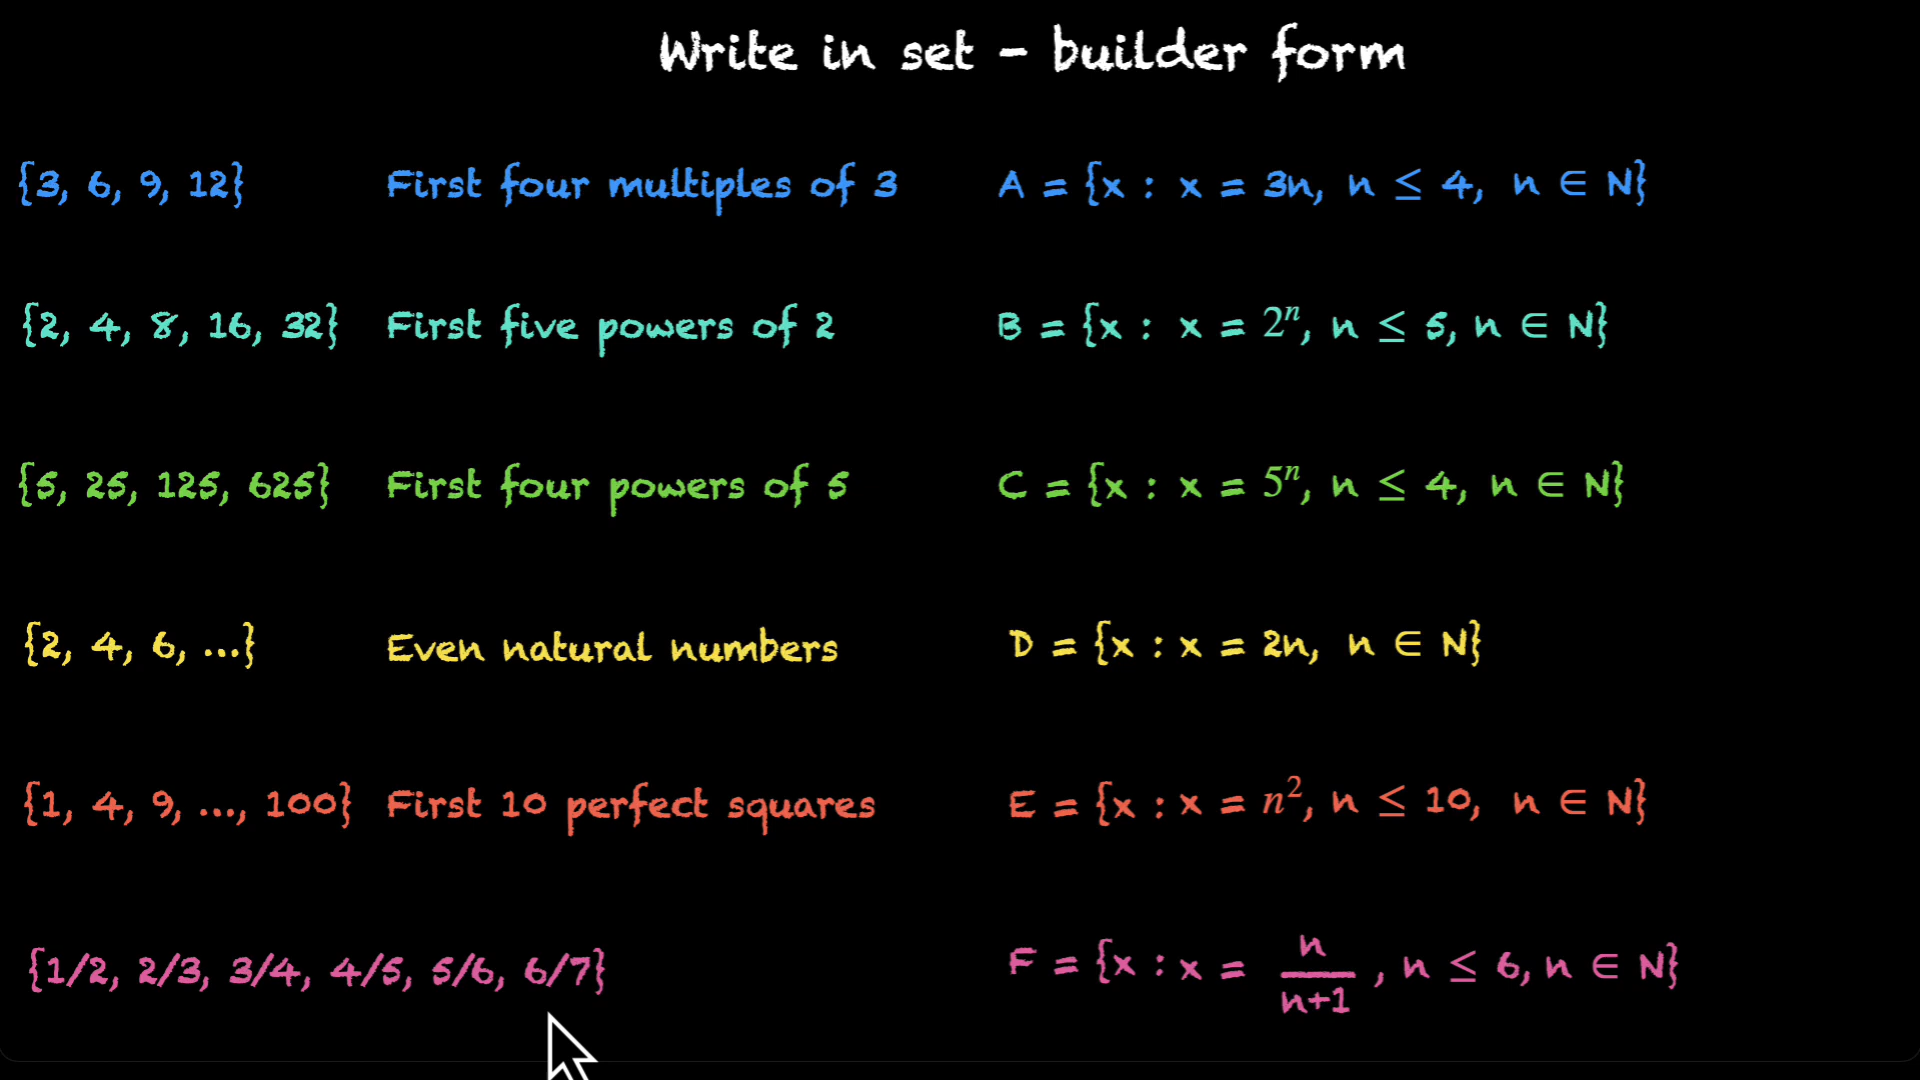 Write in set - builder form
{3, 6, 9, 12} First four multiples of 3 A = {x : x = 3n, n ≤ 4, n ∈ N}
{2, 4, 8, 16, 32} First five powers of 2 B = {x : x = 2ⁿ, n ≤ 5, n ∈ N}
{5, 25, 125, 625} First four powers of 5 C = {x : x = 5ⁿ, n ≤ 4, n ∈ N}
{2, 4, 6, ...} Even natural numbers D = {x : x = 2n, n ∈ N}
{1, 4, 9, ..., 100} First 10 perfect squares E = {x : x = n², n ≤ 10, n ∈ N}
{1/2, 2/3, 3/4, 4/5, 5/6, 6/7} F = {x : x = n/n+1 , n ≤ 6, n ∈ N}